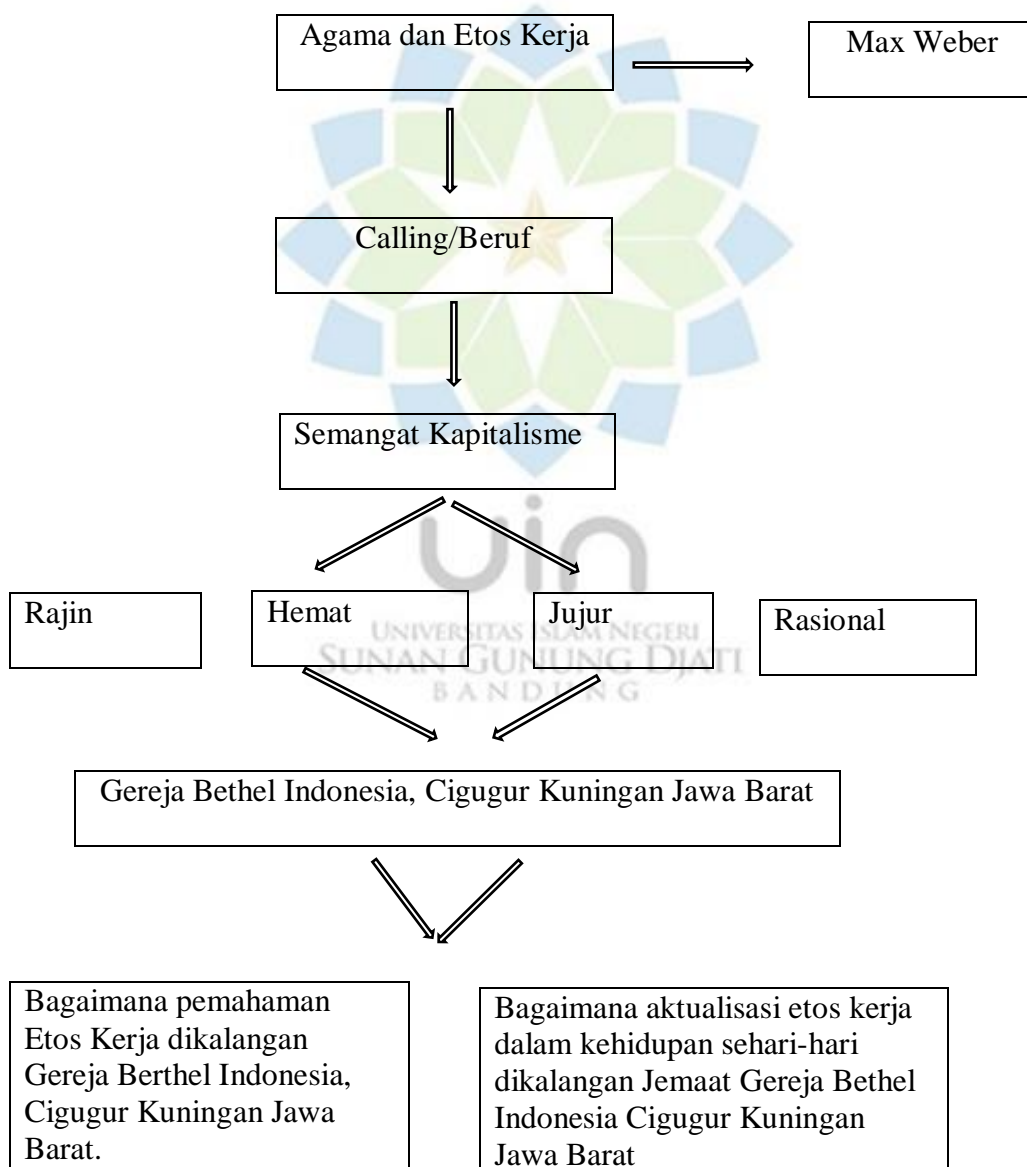 Agama dan Etos Kerja
Max Weber
Calling/Beruf
Semangat Kapitalisme
uin
Rajin
Hemat
Jujur
Rasional
UNIVERSITAS ISLAM NEGERI
SUNAN GUNUNG DJATI
BANDUNG
Gereja Bethel Indonesia, Cigugur Kuningan Jawa Barat
Bagaimana pemahaman
Etos Kerja dikalangan
Gereja Berthel Indonesia,
Cigugur Kuningan Jawa
Barat.
Bagaimana aktualisasi etos kerja
dalam kehidupan sehari-hari
dikalangan Jemaat Gereja Bethel
Indonesia Cigugur Kuningan
Jawa Barat